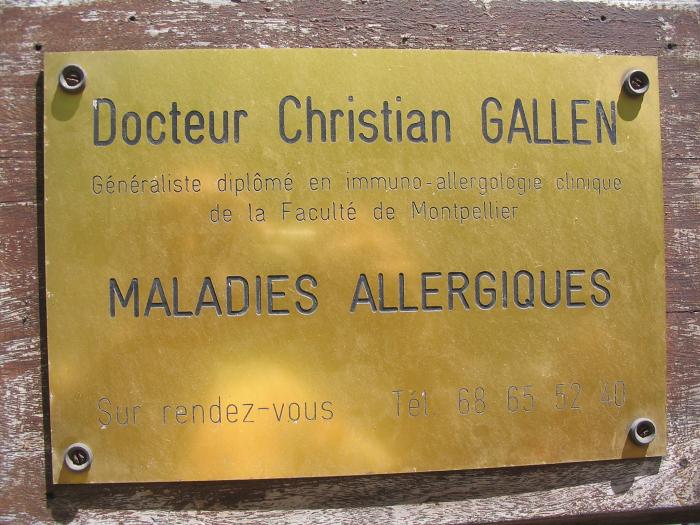 Docteur Christian GALLEN
Généraliste diplômé en immuno-allergologie clinique
de la Faculté de Montpellier
MALADIES ALLERGIQUES
Sur rendez-vous Tél. 68 65 52 40